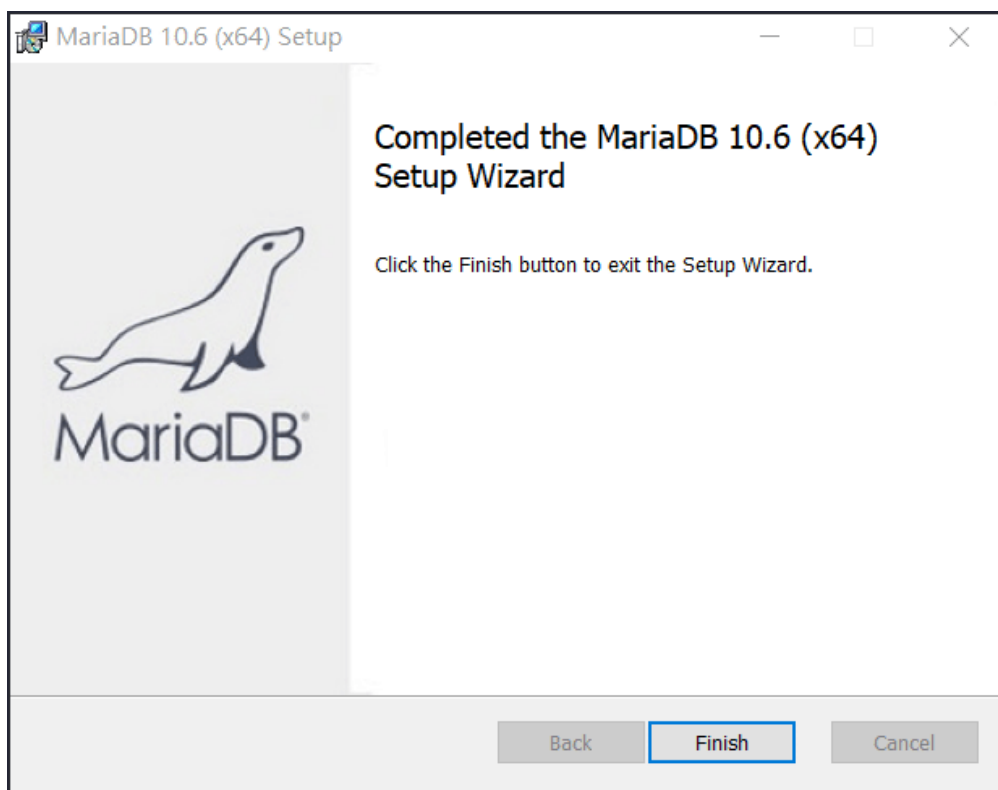 MariaDB 10.6 (x64) Setup
Completed the MariaDB 10.6 (x64)
Setup Wizard
Click the Finish button to exit the Setup Wizard.
MariaDB®
Back
Finish
Cancel